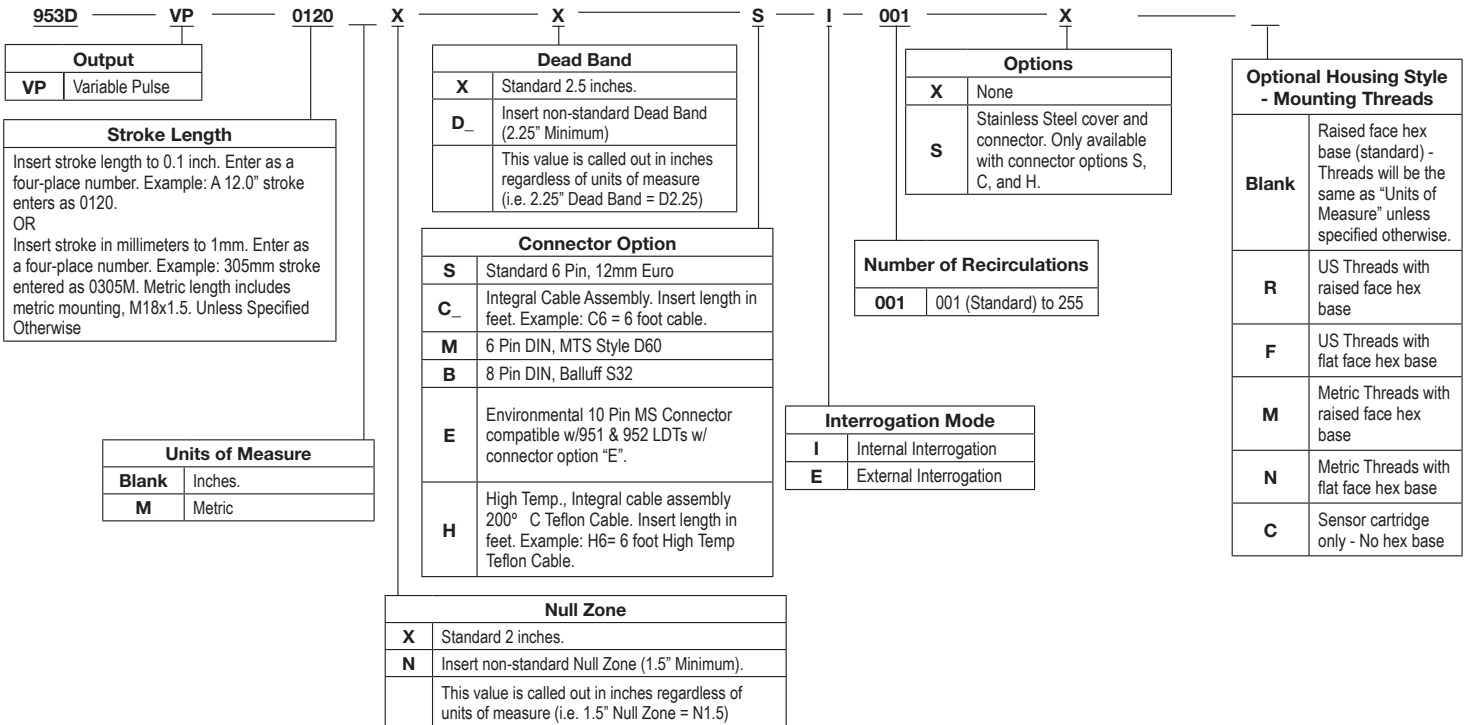 953D VP 0120 _ X X S I 001 X _
Output
VP Variable Pulse
Stroke Length
Insert stroke length to 0.1 inch. Enter as a
four-place number. Example: A 12.0" stroke
enters as 0120.
OR
Insert stroke in millimeters to 1mm. Enter as
a four-place number. Example: 305mm stroke
entered as 0305M. Metric length includes
metric mounting, M18x1.5. Unless Specified
Otherwise
Units of Measure
Blank Inches.
M Metric
Dead Band
X Standard 2.5 inches.
D_ Insert non-standard Dead Band
(2.25" Minimum)
This value is called out in inches
regardless of units of measure
(i.e. 2.25" Dead Band = D2.25)
Connector Option
S Standard 6 Pin, 12mm Euro
C_ Integral Cable Assembly. Insert length in
feet. Example: C6 = 6 foot cable.
M 6 Pin DIN, MTS Style D60
B 8 Pin DIN, Balluff S32
E Environmental 10 Pin MS Connector
compatible w/951 & 952 LDTs w/
connector option "E".
H High Temp., Integral cable assembly
200º C Teflon Cable. Insert length in
feet. Example: H6= 6 foot High Temp
Teflon Cable.
Null Zone
X Standard 2 inches.
N Insert non-standard Null Zone (1.5" Minimum).
This value is called out in inches regardless of
units of measure (i.e. 1.5" Null Zone = N1.5)
Options
X None
S Stainless Steel cover and
connector. Only available
with connector options S,
C, and H.
Number of Recirculations
001 001 (Standard) to 255
Interrogation Mode
I Internal Interrogation
E External Interrogation
Optional Housing Style
- Mounting Threads
Blank Raised face hex
base (standard) -
Threads will be the
same as "Units of
Measure" unless
specified otherwise.
R US Threads with
raised face hex
base
F US Threads with
flat face hex base
M Metric Threads with
raised face hex
base
N Metric Threads with
flat face hex base
C Sensor cartridge
only - No hex base